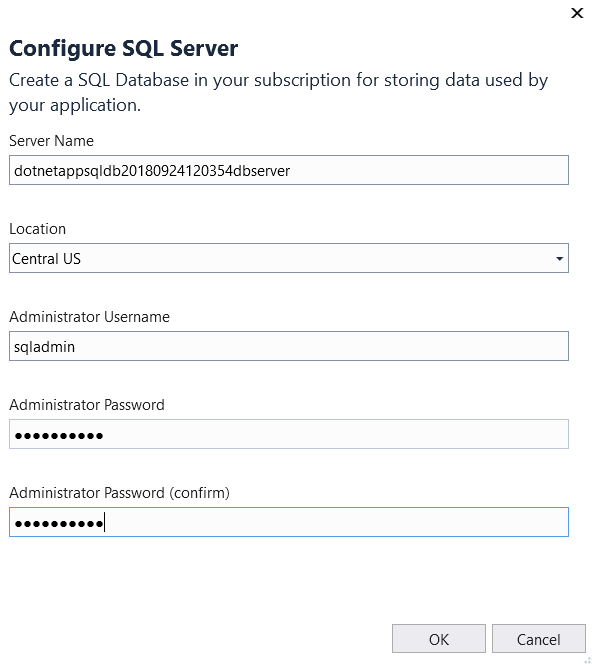 Configure SQL Server
Create a SQL Database in your subscription for storing data used by
your application.
Server Name
dotnetappsqldb20180924120354dbserver
Location
Central US
Administrator Username
sqladmin
Administrator Password
●●●●●●●●●●
Administrator Password (confirm)
●●●●●●●●●●
OK
Cancel